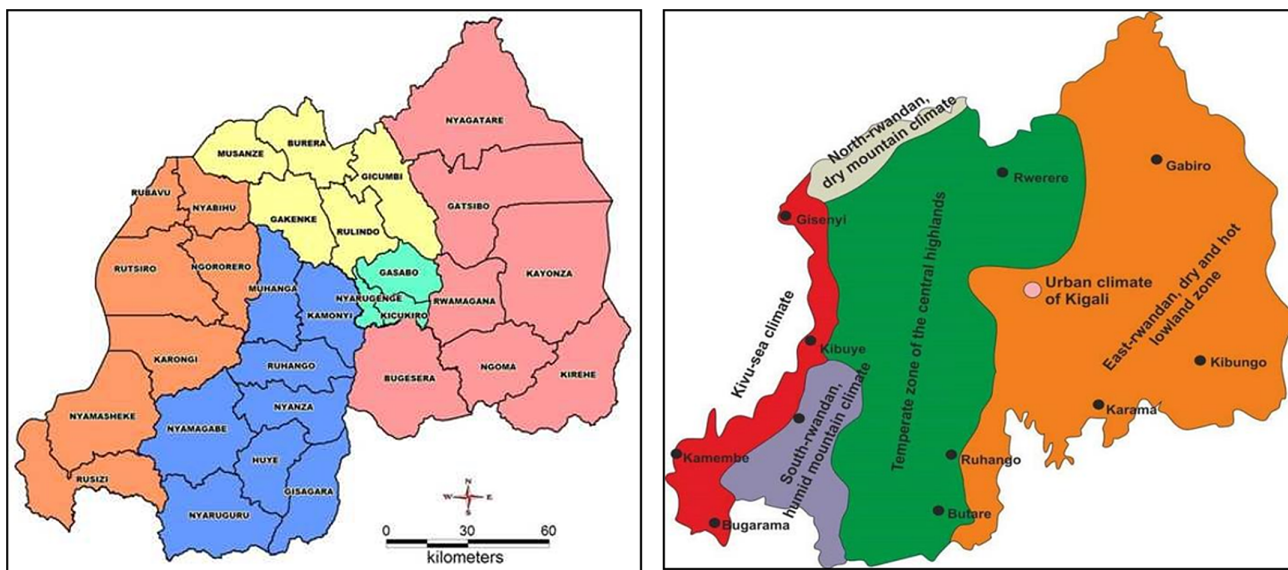 NYAGATARE
BURERA
MUSANZE
GICUMBI
RUBAVU
NYABIHU
GATSIBO
GAKENKE
RULINDO
RUTSIRO
NGORORERO
GASABO
KAYONZA
MUHANGA
NYARUGENGE
RWAMAGANA
KAMONYI
KICUKIRO
KARONGI
RUHANGO
NGOMA
BUGESERA
KIREHE
NYAMASHEKE
NYANZA
NYAMAGABE
HUYE
RUSIZI
GISAGARA
NYARUGURU
N
W E
S
0 30 60
kilometers
North-rwandan,
dry mountain climate
Gabiro
Rwerere
Gisenyi
Urban climate
of Kigali
East-rwandan, dry and hot
lowland zone
Temperate zone of the central highlands
Kivu-sea climate
Kibuye
Kibungo
South-rwandan,
humid mountain climate
Karama
Kamembe
Ruhango
Butare
Bugarama